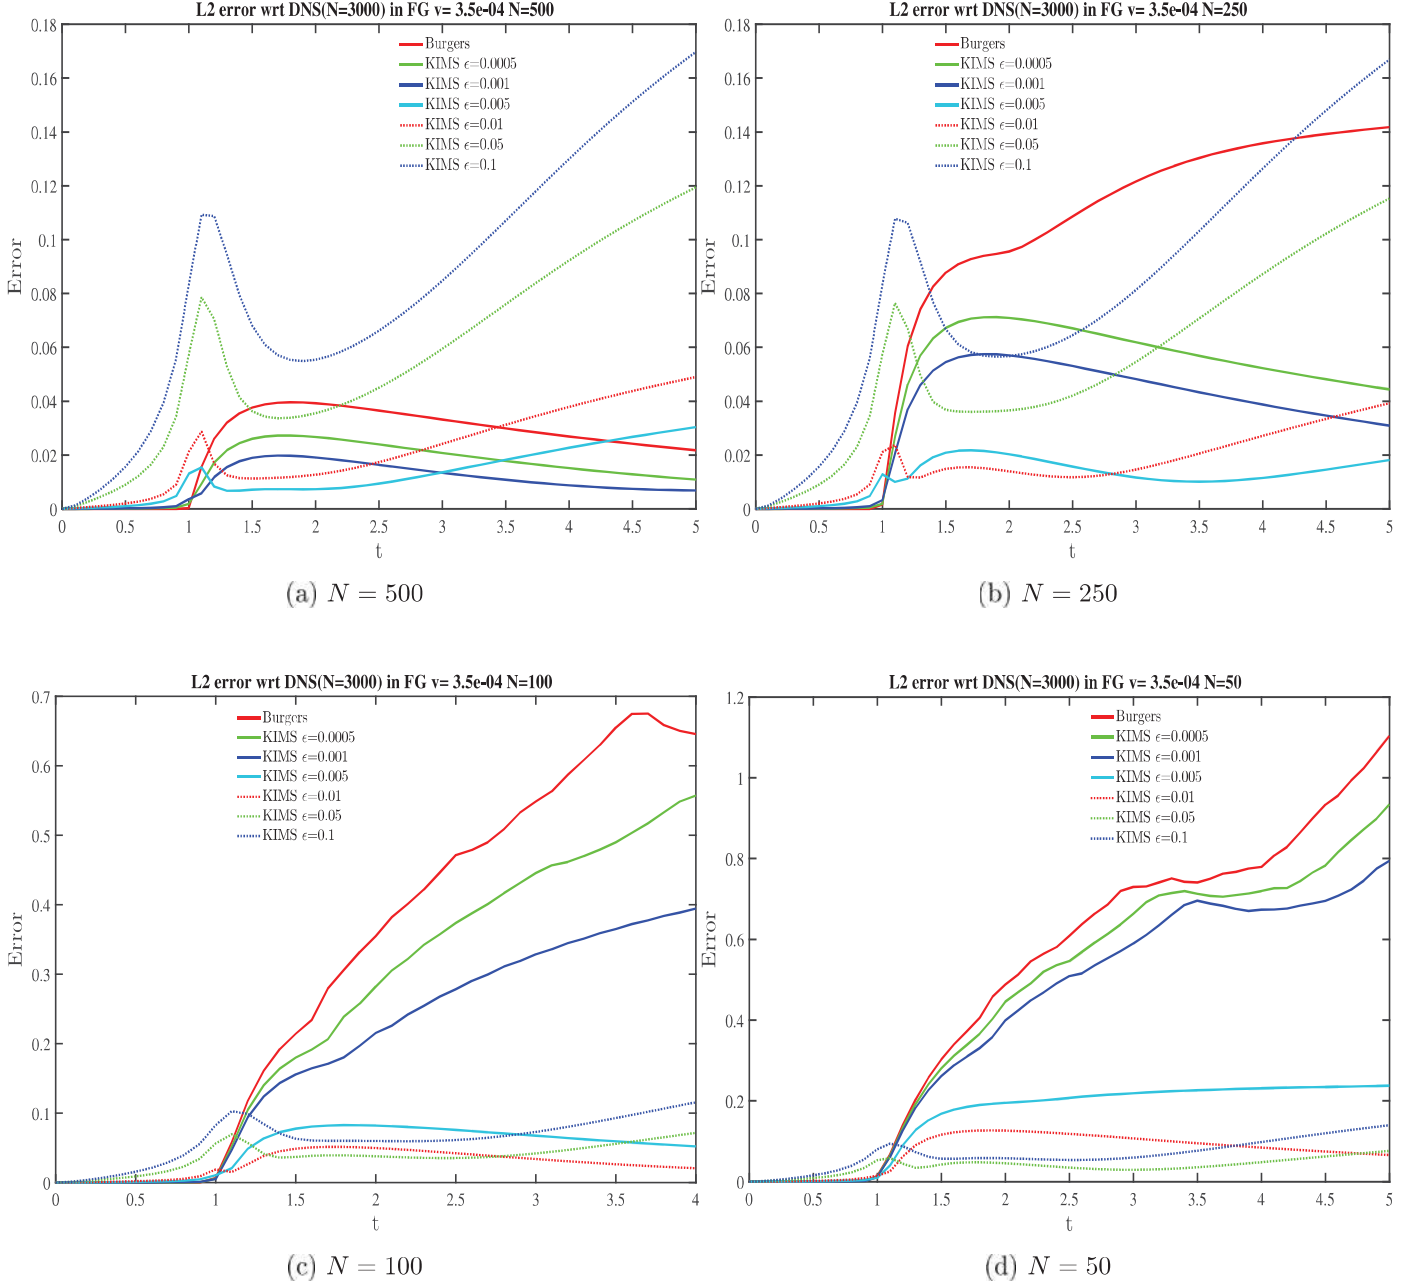 L2 error wrt DNS(N=3000) in FG v= 3.5e-04 N=500
Burgers
KIMS ϵ=0.0005
KIMS ϵ=0.001
KIMS ϵ=0.005
KIMS ϵ=0.01
KIMS ϵ=0.05
KIMS ϵ=0.1
0.18
0.16
0.14
0.12
0.1
0.08
0.06
0.04
0.02
0
Error
0 0.5 1 1.5 2 2.5 3 3.5 4 4.5 5
t
(a) N = 500
L2 error wrt DNS(N=3000) in FG v= 3.5e-04 N=250
Burgers
KIMS ϵ=0.0005
KIMS ϵ=0.001
KIMS ϵ=0.005
KIMS ϵ=0.01
KIMS ϵ=0.05
KIMS ϵ=0.1
0.18
0.16
0.14
0.12
0.1
0.08
0.06
0.04
0.02
0
Error
0 0.5 1 1.5 2 2.5 3 3.5 4 4.5 5
t
(b) N = 250
L2 error wrt DNS(N=3000) in FG v= 3.5e-04 N=100
Burgers
KIMS ϵ=0.0005
KIMS ϵ=0.001
KIMS ϵ=0.005
KIMS ϵ=0.01
KIMS ϵ=0.05
KIMS ϵ=0.1
0.7
0.6
0.5
0.4
0.3
0.2
0.1
0
Error
0 0.5 1 1.5 2 2.5 3 3.5 4
t
(c) N = 100
L2 error wrt DNS(N=3000) in FG v= 3.5e-04 N=50
Burgers
KIMS ϵ=0.0005
KIMS ϵ=0.001
KIMS ϵ=0.005
KIMS ϵ=0.01
KIMS ϵ=0.05
KIMS ϵ=0.1
1.2
1
0.8
0.6
0.4
0.2
0
Error
0 0.5 1 1.5 2 2.5 3 3.5 4 4.5 5
t
(d) N = 50